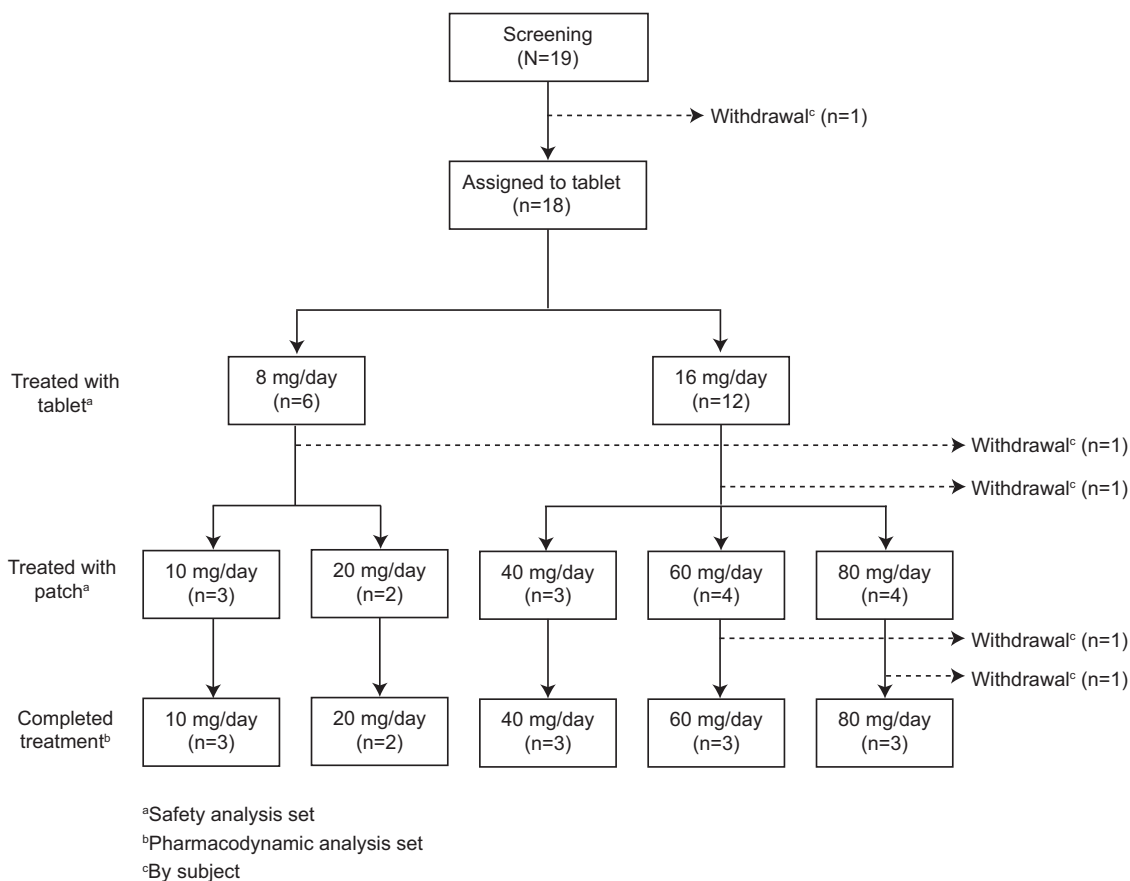 Screening
(N=19)
Withdrawalᶜ (n=1)
Assigned to tablet
(n=18)
Treated with
tabletᵃ
8 mg/day
(n=6)
16 mg/day
(n=12)
Withdrawalᶜ (n=1)
Withdrawalᶜ (n=1)
Treated with
patchᵃ
10 mg/day
(n=3)
20 mg/day
(n=2)
40 mg/day
(n=3)
60 mg/day
(n=4)
80 mg/day
(n=4)
Withdrawalᶜ (n=1)
Withdrawalᶜ (n=1)
Completed
treatmentᵇ
10 mg/day
(n=3)
20 mg/day
(n=2)
40 mg/day
(n=3)
60 mg/day
(n=3)
80 mg/day
(n=3)
ᵃSafety analysis set
ᵇPharmacodynamic analysis set
ᶜBy subject